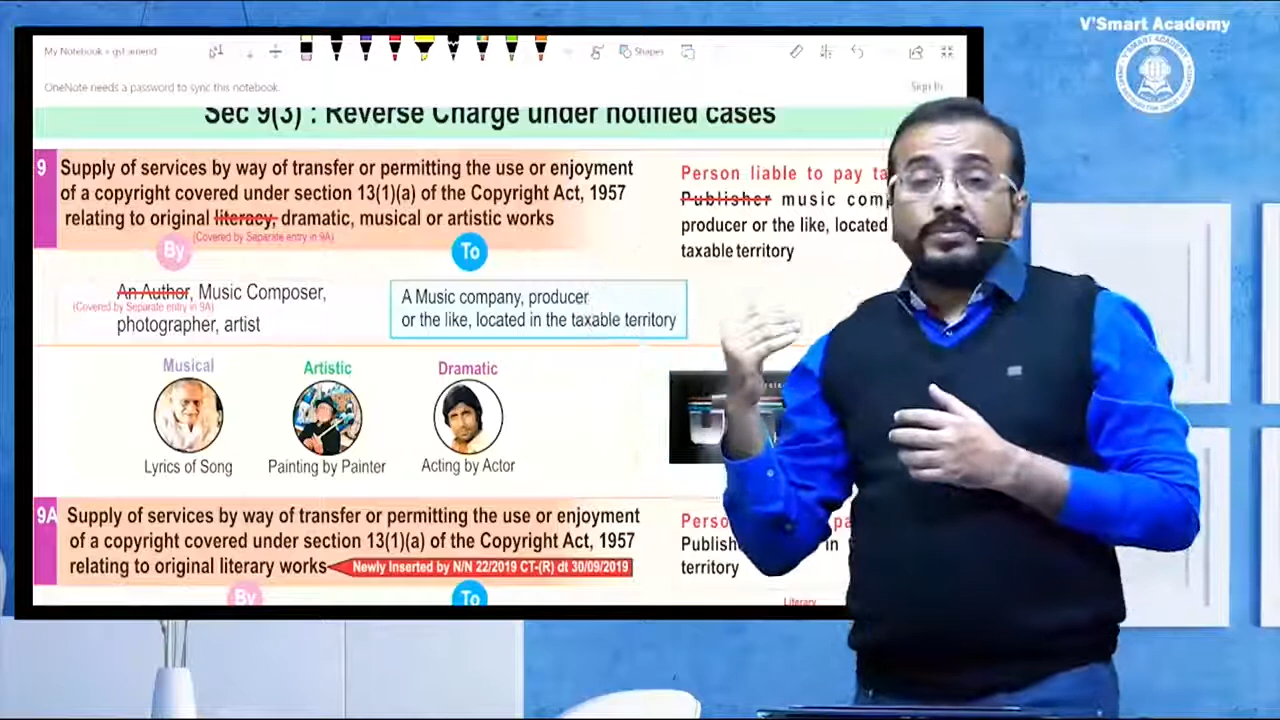 V'Smart Academy
My Notebook » gst amend
Shapes
OneNote needs a password to sync this notebook.
Sign In
Sec 9(3) : Reverse Charge under notified cases
9
Supply of services by way of transfer or permitting the use or enjoyment
of a copyright covered under section 13(1)(a) of the Copyright Act, 1957
relating to original literacy, dramatic, musical or artistic works
(Covered by Separate entry in 9A)
Person liable to pay ta
Publisher music com
producer or the like, located
taxable territory
By
To
An Author, Music Composer,
(Covered by Separate entry in 9A)
photographer, artist
A Music company, producer
or the like, located in the taxable territory
Musical
Artistic
Dramatic
Lyrics of Song
Painting by Painter
Acting by Actor
9A
Supply of services by way of transfer or permitting the use or enjoyment
of a copyright covered under section 13(1)(a) of the Copyright Act, 1957
relating to original literary works
Newly Inserted by N/N 22/2019 CT-(R) dt 30/09/2019
Perso pa
Publish in t
territory
By
To
Literary